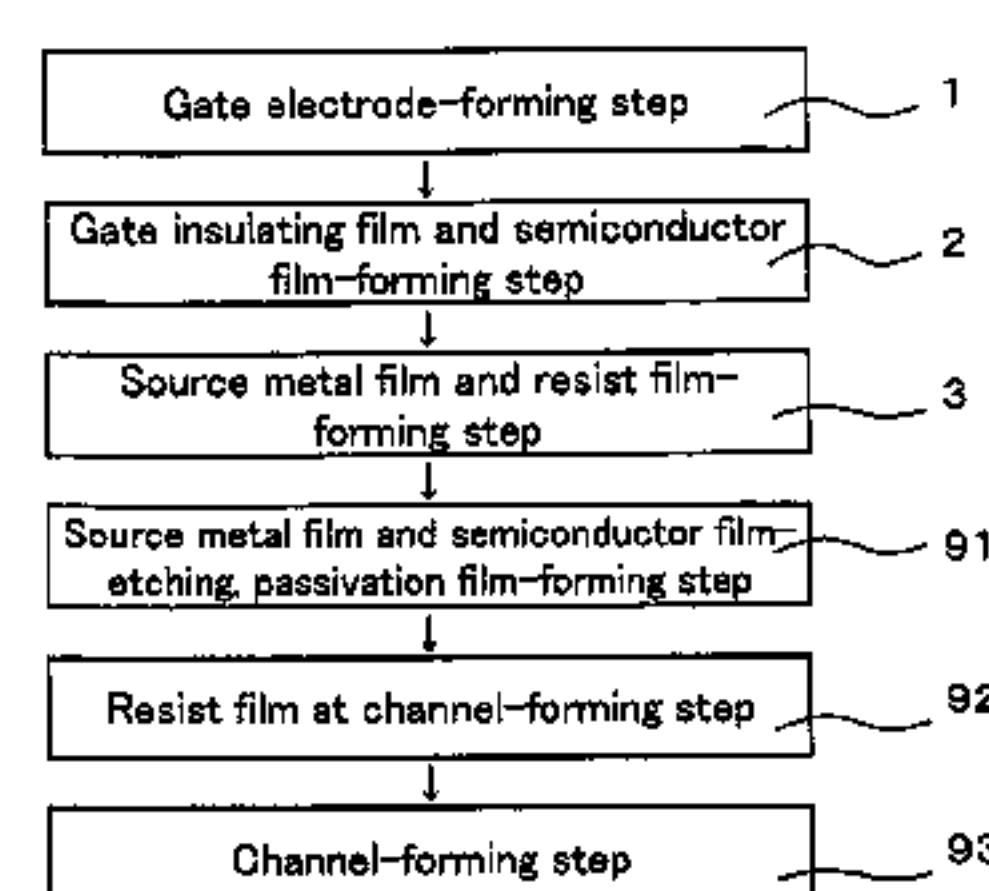 Gate electrode-forming step
1
Gate insulating film and semiconductor
film-forming step
2
Source metal film and resist film-
forming step
3
Source metal film and semiconductor film-
etching, passivation film-forming step
91
Resist film at channel-forming step
92
Channel-forming step
93